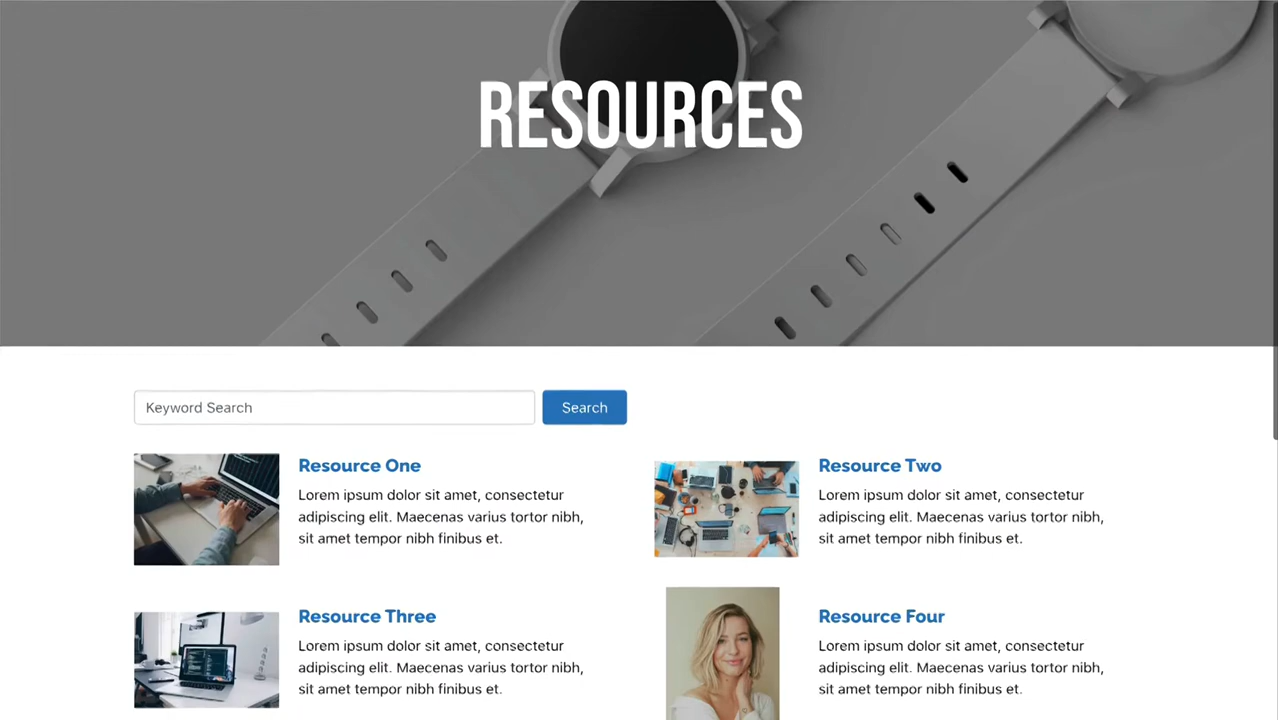 RESOURCES
Keyword Search
Search
Resource One
Lorem ipsum dolor sit amet, consectetur
adipiscing elit. Maecenas varius tortor nibh,
sit amet tempor nibh finibus et.
Resource Two
Lorem ipsum dolor sit amet, consectetur
adipiscing elit. Maecenas varius tortor nibh,
sit amet tempor nibh finibus et.
Resource Three
Lorem ipsum dolor sit amet, consectetur
adipiscing elit. Maecenas varius tortor nibh,
sit amet tempor nibh finibus et.
Resource Four
Lorem ipsum dolor sit amet, consectetur
adipiscing elit. Maecenas varius tortor nibh,
sit amet tempor nibh finibus et.